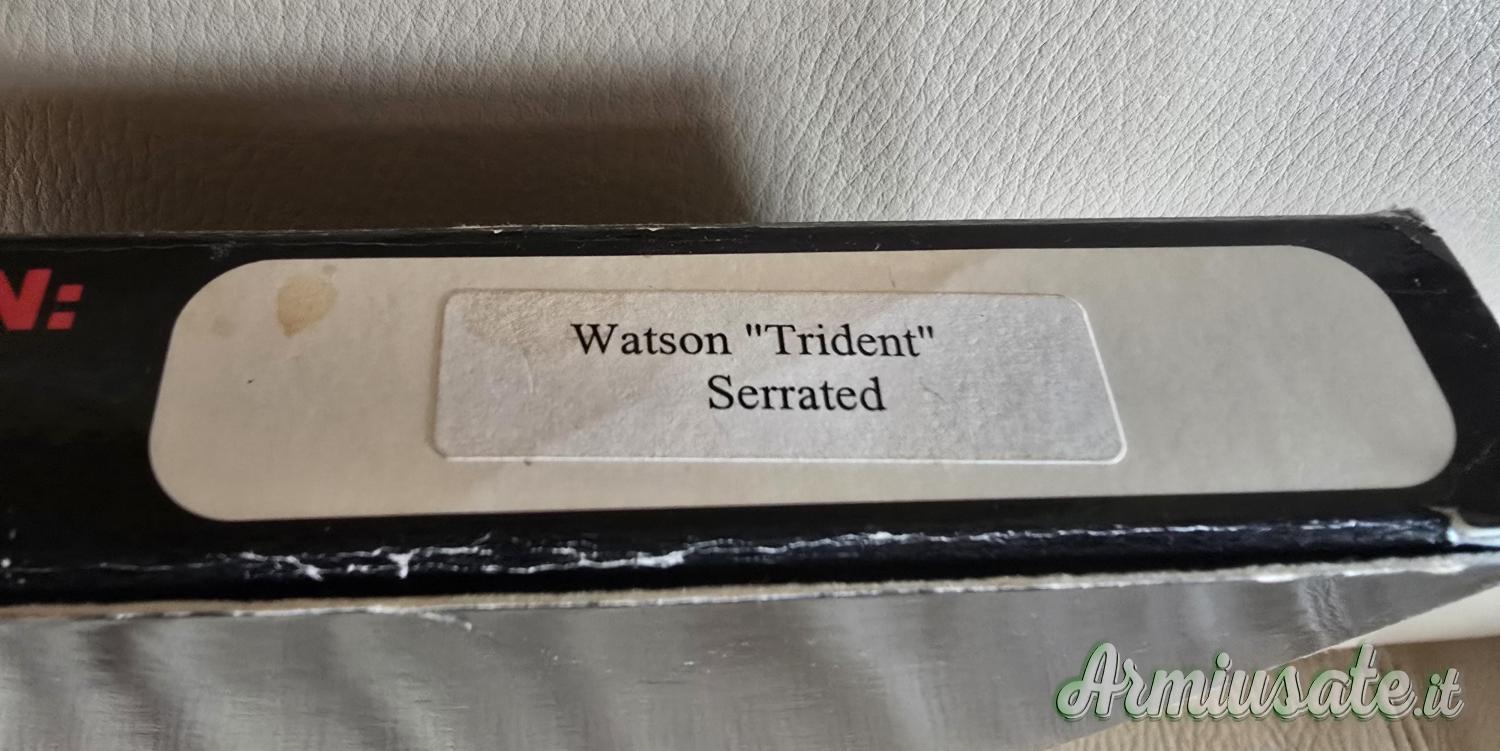 N:
Watson "Trident"
Serrated
Armiusate.it